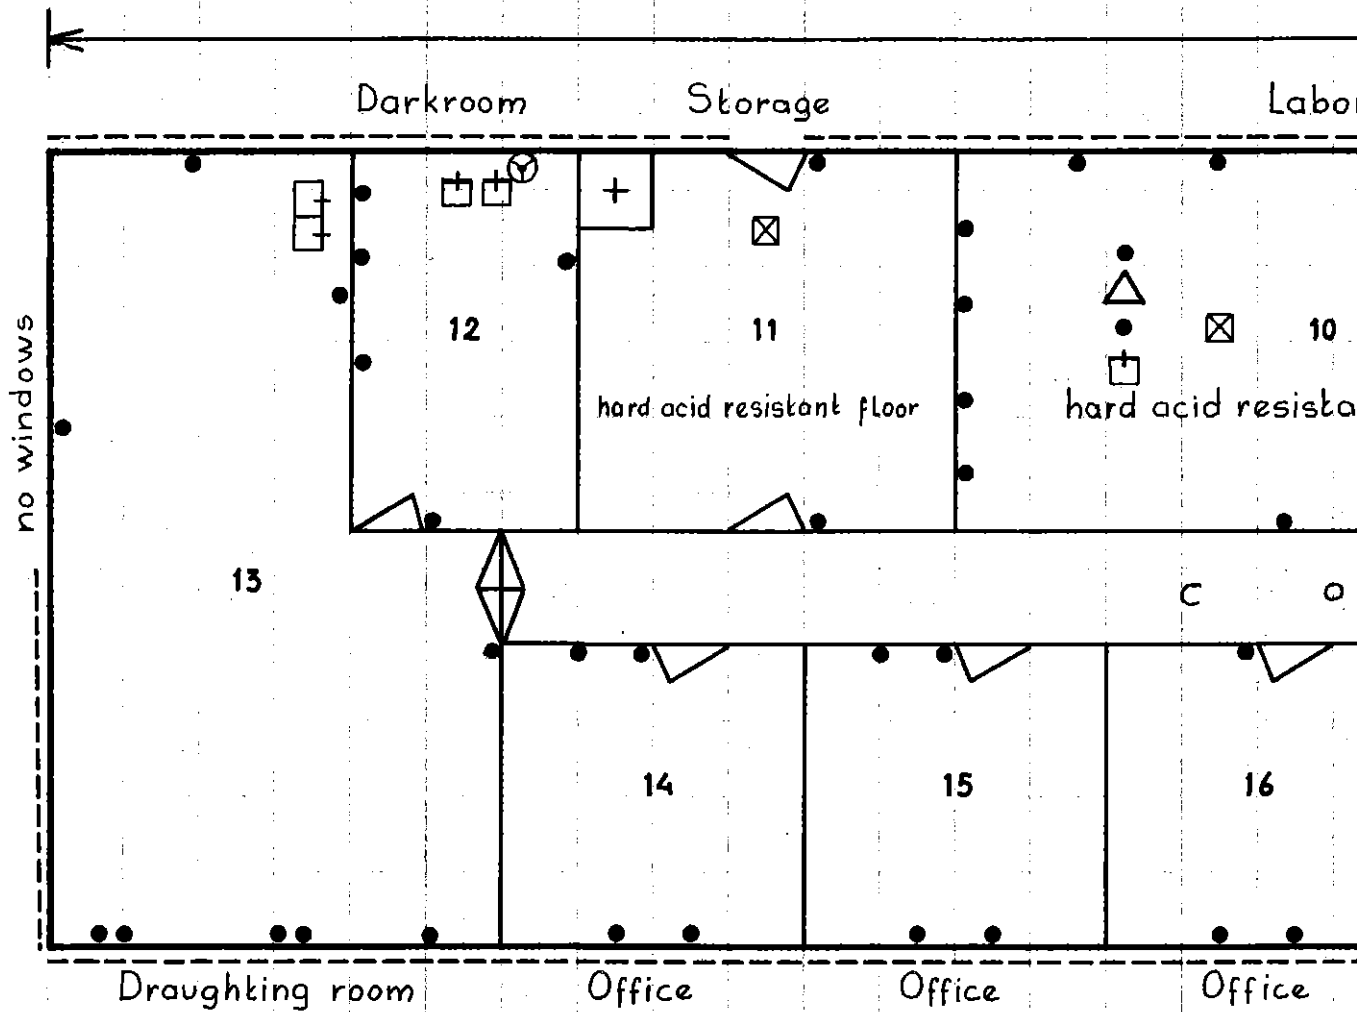 Darkroom Storage Labor
no windows
12 11 10
hard acid resistant floor hard acid resista
13
C O
14 15 16
Draughting room Office Office Office